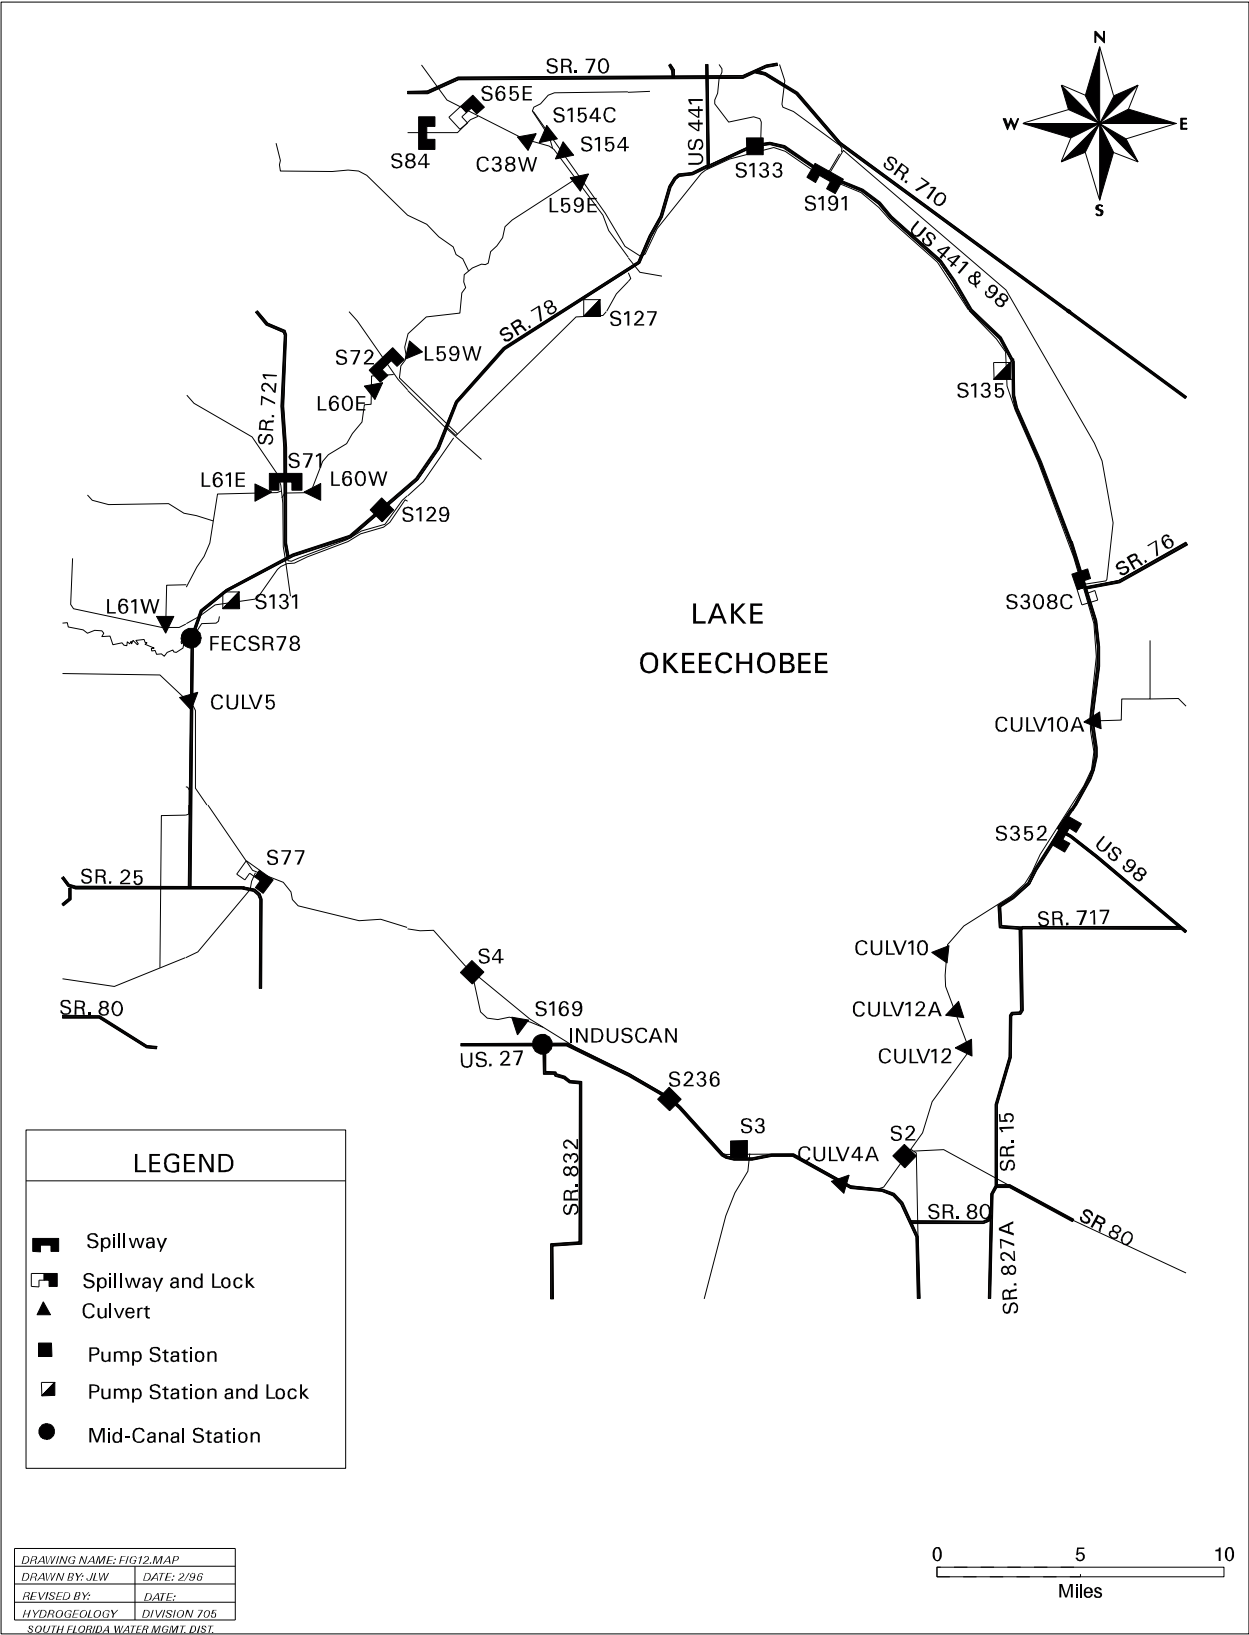 N
W
E
S
SR. 70
S65E
S154C
S154
S84
C38W
L59E
US 441
S133
S191
SR. 710
US 441 & 98
SR. 78
S127
S72
L59W
L60E
S135
SR. 721
S71
L61E
L60W
S129
SR. 76
L61W
S131
S308C
LAKE
OKEECHOBEE
FECSR78
CULV5
CULV10A
S352
US 98
S77
SR. 25
SR. 717
CULV10
S4
SR. 80
S169
CULV12A
INDUSCAN
US. 27
CULV12
S236
S3
S2
CULV4A
SR. 15
SR. 832
SR. 80
SR 80
SR. 827A
LEGEND
Spillway
Spillway and Lock
Culvert
Pump Station
Pump Station and Lock
Mid-Canal Station
DRAWING NAME: FIG12.MAP
DRAWN BY: JLW DATE: 2/96
REVISED BY: DATE:
HYDROGEOLOGY DIVISION 705
SOUTH FLORIDA WATER MGMT. DIST.
0 5 10
Miles